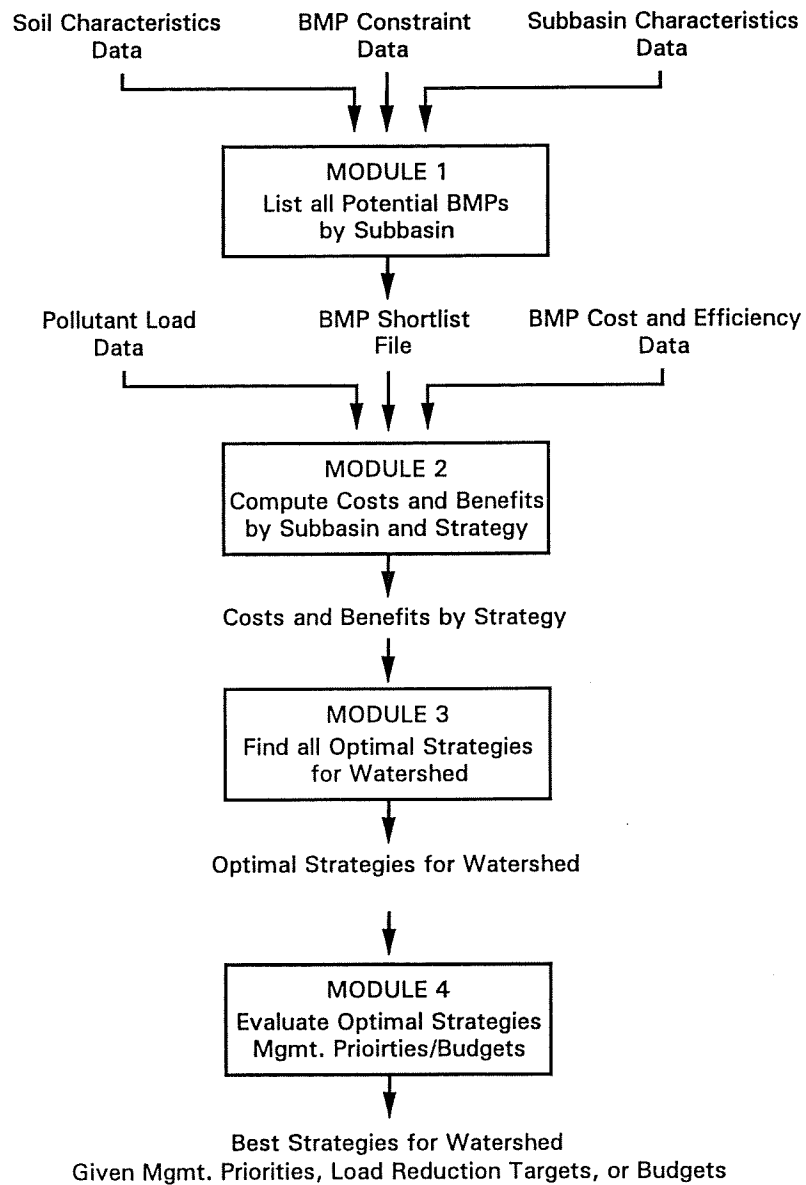 Soil Characteristics
Data
BMP Constraint
Data
Subbasin Characteristics
Data
MODULE 1
List all Potential BMPs
by Subbasin
Pollutant Load
Data
BMP Shortlist
File
BMP Cost and Efficiency
Data
MODULE 2
Compute Costs and Benefits
by Subbasin and Strategy
Costs and Benefits by Strategy
MODULE 3
Find all Optimal Strategies
for Watershed
Optimal Strategies for Watershed
MODULE 4
Evaluate Optimal Strategies
Mgmt. Prioirties/Budgets
Best Strategies for Watershed
Given Mgmt. Priorities, Load Reduction Targets, or Budgets